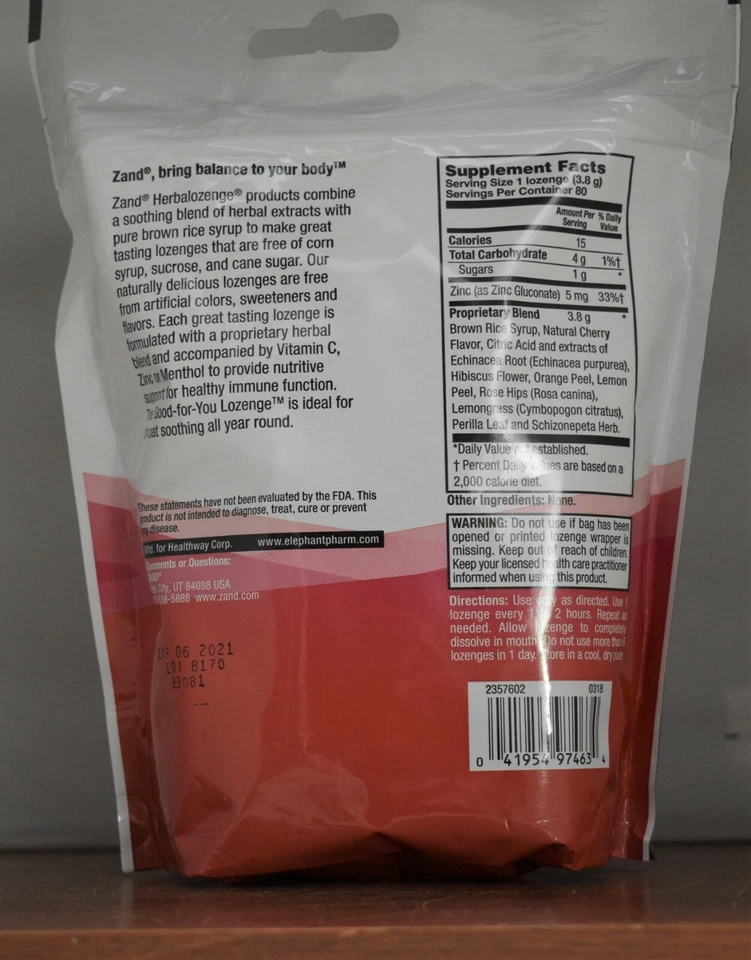 Zand®, bring balance to your body™
Zand® Herbalozenge® products combine
a soothing blend of herbal extracts with
pure brown rice syrup to make great
tasting lozenges that are free of corn
syrup, sucrose, and cane sugar. Our
naturally delicious lozenges are free
from artificial colors, sweeteners and
flavors. Each great tasting lozenge is
formulated with a proprietary herbal
blend and accompanied by Vitamin C,
Zinc or Menthol to provide nutritive
support for healthy immune function.
The Good-for-You Lozenge™ is ideal for
throat soothing all year round.
These statements have not been evaluated by the FDA. This
product is not intended to diagnose, treat, cure or prevent
any disease.
Mfd. for Healthway Corp. www.elephantpharm.com
Comments or Questions:
City, UT 84098 USA
www.zand.com
EXP 06 2021
LOT 8170
33081
Supplement Facts
Serving Size 1 lozenge (3.8 g)
Servings Per Container 80
Amount Per % Daily
Serving Value
Calories 15
Total Carbohydrate 4 g 1%†
Sugars 1 g *
Zinc (as Zinc Gluconate) 5 mg 33%†
Proprietary Blend 3.8 g *
Brown Rice Syrup, Natural Cherry
Flavor, Citric Acid and extracts of
Echinacea Root (Echinacea purpurea),
Hibiscus Flower, Orange Peel, Lemon
Peel, Rose Hips (Rosa canina),
Lemongrass (Cymbopogon citratus),
Perilla Leaf and Schizonepeta Herb.
*Daily Value not established.
† Percent Daily Values are based on a
2,000 calorie diet.
Other Ingredients: None.
WARNING: Do not use if bag has been
opened or printed lozenge wrapper is
missing. Keep out of reach of children.
Keep your licensed health care practitioner
informed when using this product.
Directions: Use only as directed. Use 1
lozenge every 1 2 hours. Repeat as
needed. Allow lozenge to completely
dissolve in mouth. Do not use more than
lozenges in 1 day. Store in a cool, dry place
2357602 0318
0 41954 97463 4